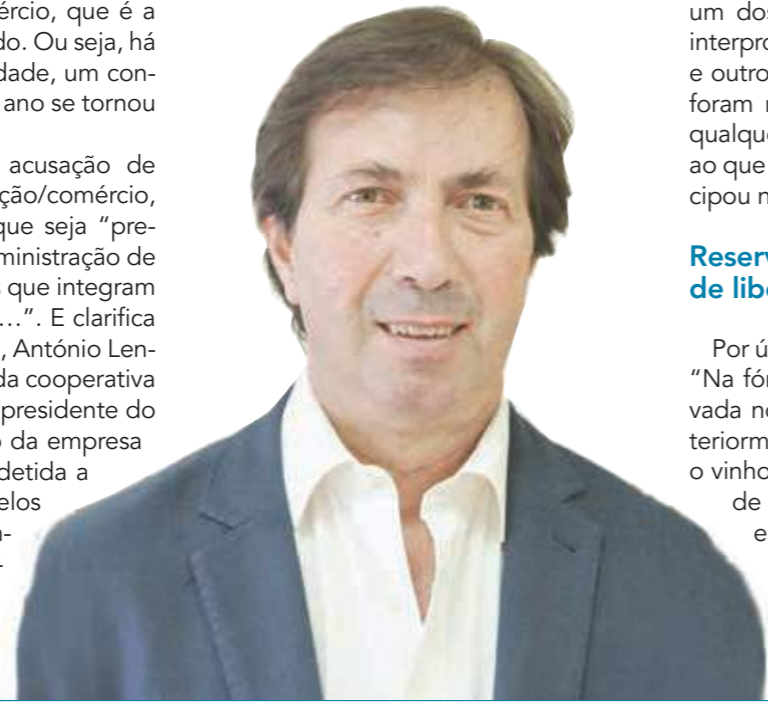 ércio, que é a
do. Ou seja, há
dade, um con-
ano se tornou
acusação de
ção/comércio,
que seja “pre-
ministração de
s que integram
...”. E clarifica
, António Len-
da cooperativa
presidente do
o da empresa
detida a
elos
um dos
interpro
e outro
foram
qualque
ao que
cipou n
Reserv
de libe
Por ú
“Na fór
vada no
teriorm
o vinho
de
e